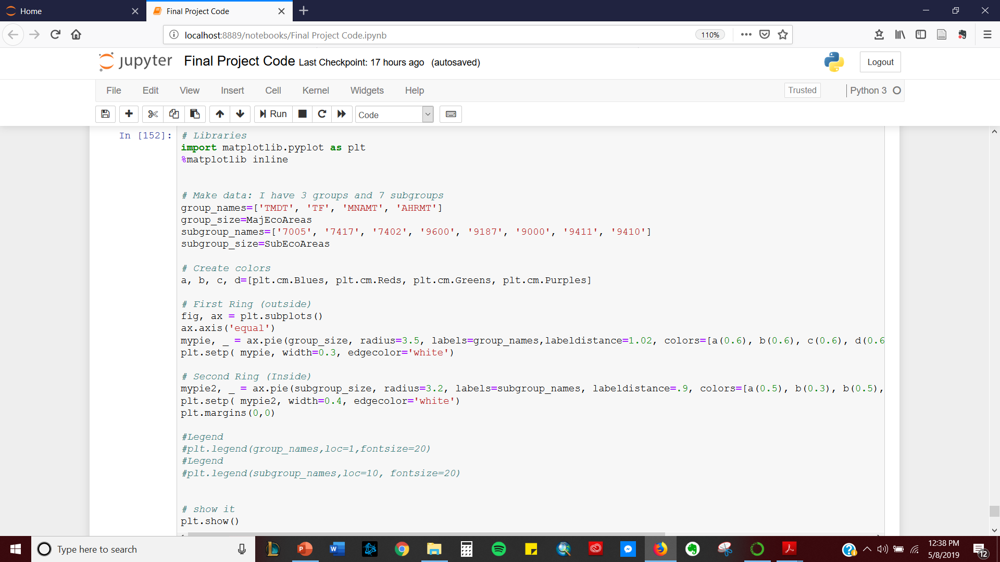 Home
Final Project Code
localhost:8889/notebooks/Final Project Code.ipynb
110%
jupyter Final Project Code Last Checkpoint: 17 hours ago (autosaved)
Logout
File Edit View Insert Cell Kernel Widgets Help
Trusted
Python 3
Run
Code
In [152]:
# Libraries
import matplotlib.pyplot as plt
%matplotlib inline
# Make data: I have 3 groups and 7 subgroups
group_names=['TMDT', 'TF', 'MNAMT', 'AHRMT']
group_size=MajEcoAreas
subgroup_names=['7005', '7417', '7402', '9600', '9187', '9000', '9411', '9410']
subgroup_size=SubEcoAreas
# Create colors
a, b, c, d=[plt.cm.Blues, plt.cm.Reds, plt.cm.Greens, plt.cm.Purples]
# First Ring (outside)
fig, ax = plt.subplots()
ax.axis('equal')
mypie, _ = ax.pie(group_size, radius=3.5, labels=group_names,labeldistance=1.02, colors=[a(0.6), b(0.6), c(0.6), d(0.6
plt.setp( mypie, width=0.3, edgecolor='white')
# Second Ring (Inside)
mypie2, _ = ax.pie(subgroup_size, radius=3.2, labels=subgroup_names, labeldistance=.9, colors=[a(0.5), b(0.3), b(0.5),
plt.setp( mypie2, width=0.4, edgecolor='white')
plt.margins(0,0)
#Legend
#plt.legend(group_names,loc=1,fontsize=20)
#Legend
#plt.legend(subgroup_names,loc=10, fontsize=20)
# show it
plt.show()
Type here to search
12:38 PM
5/8/2019
12